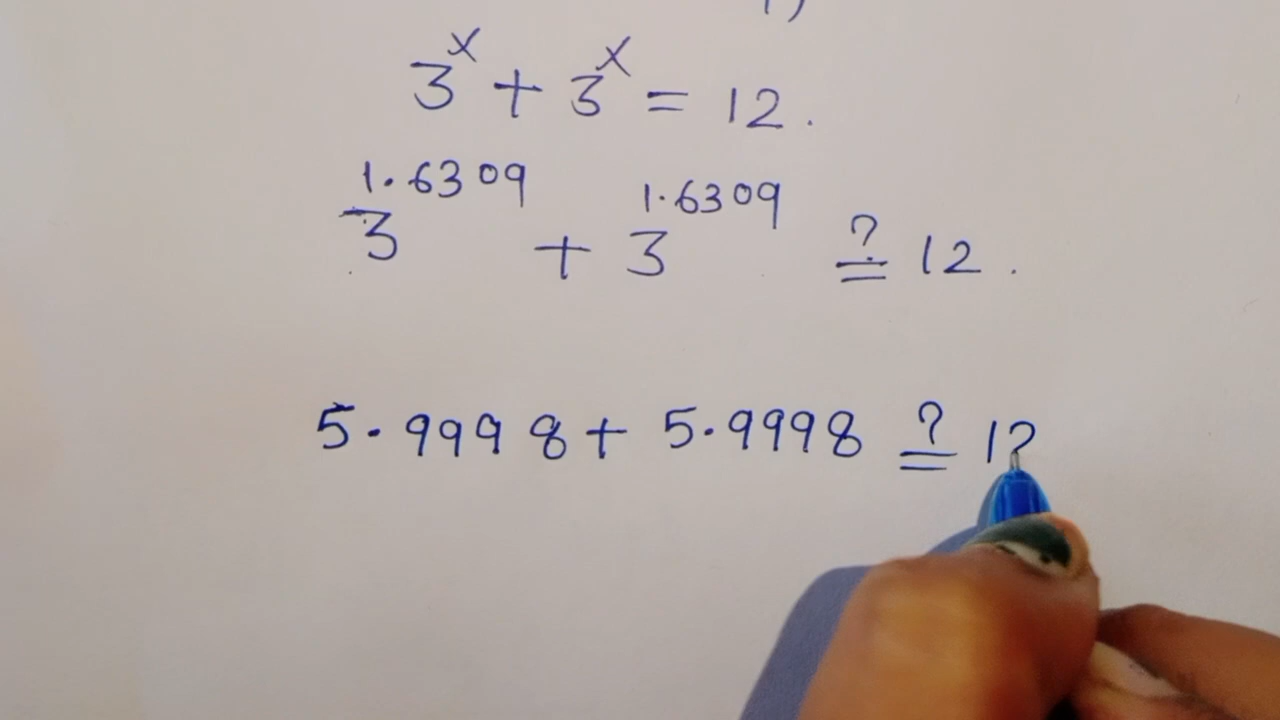 3^x + 3^x = 12.
3^1.6309 + 3^1.6309 ≟ 12.
5.9998 + 5.9998 ≟ 12